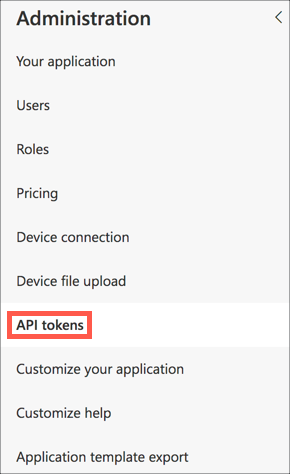 Administration
Your application
Users
Roles
Pricing
Device connection
Device file upload
API tokens
Customize your application
Customize help
Application template export